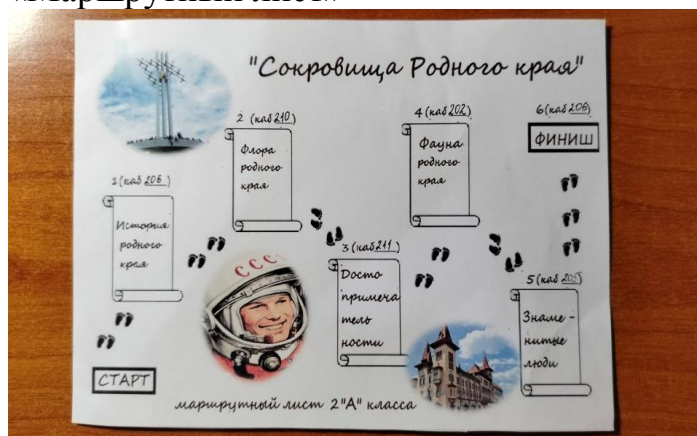 "Сокровища Родного края"
1 (каб 206)
История
родного
края
2 (каб 210)
Флора
родного
края
3 (каб 211)
Досто
примеча
тель
ности
4 (каб 202)
Фауна
родного
края
5 (каб 205)
Знаме -
нитые
люди
6 (каб 206)
ФИНИШ
СССР
СТАРТ
маршрутный лист 2"А" класса